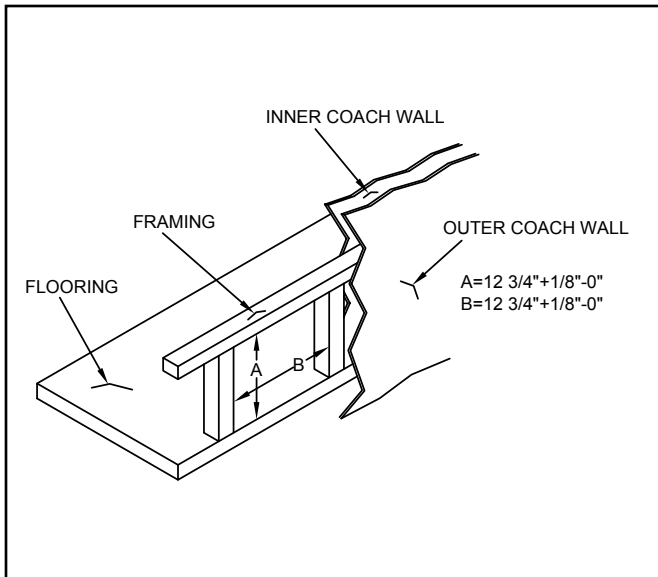 INNER COACH WALL
FRAMING
OUTER COACH WALL
FLOORING
A=12 3/4"+1/8"-0"
B=12 3/4"+1/8"-0"
A
B